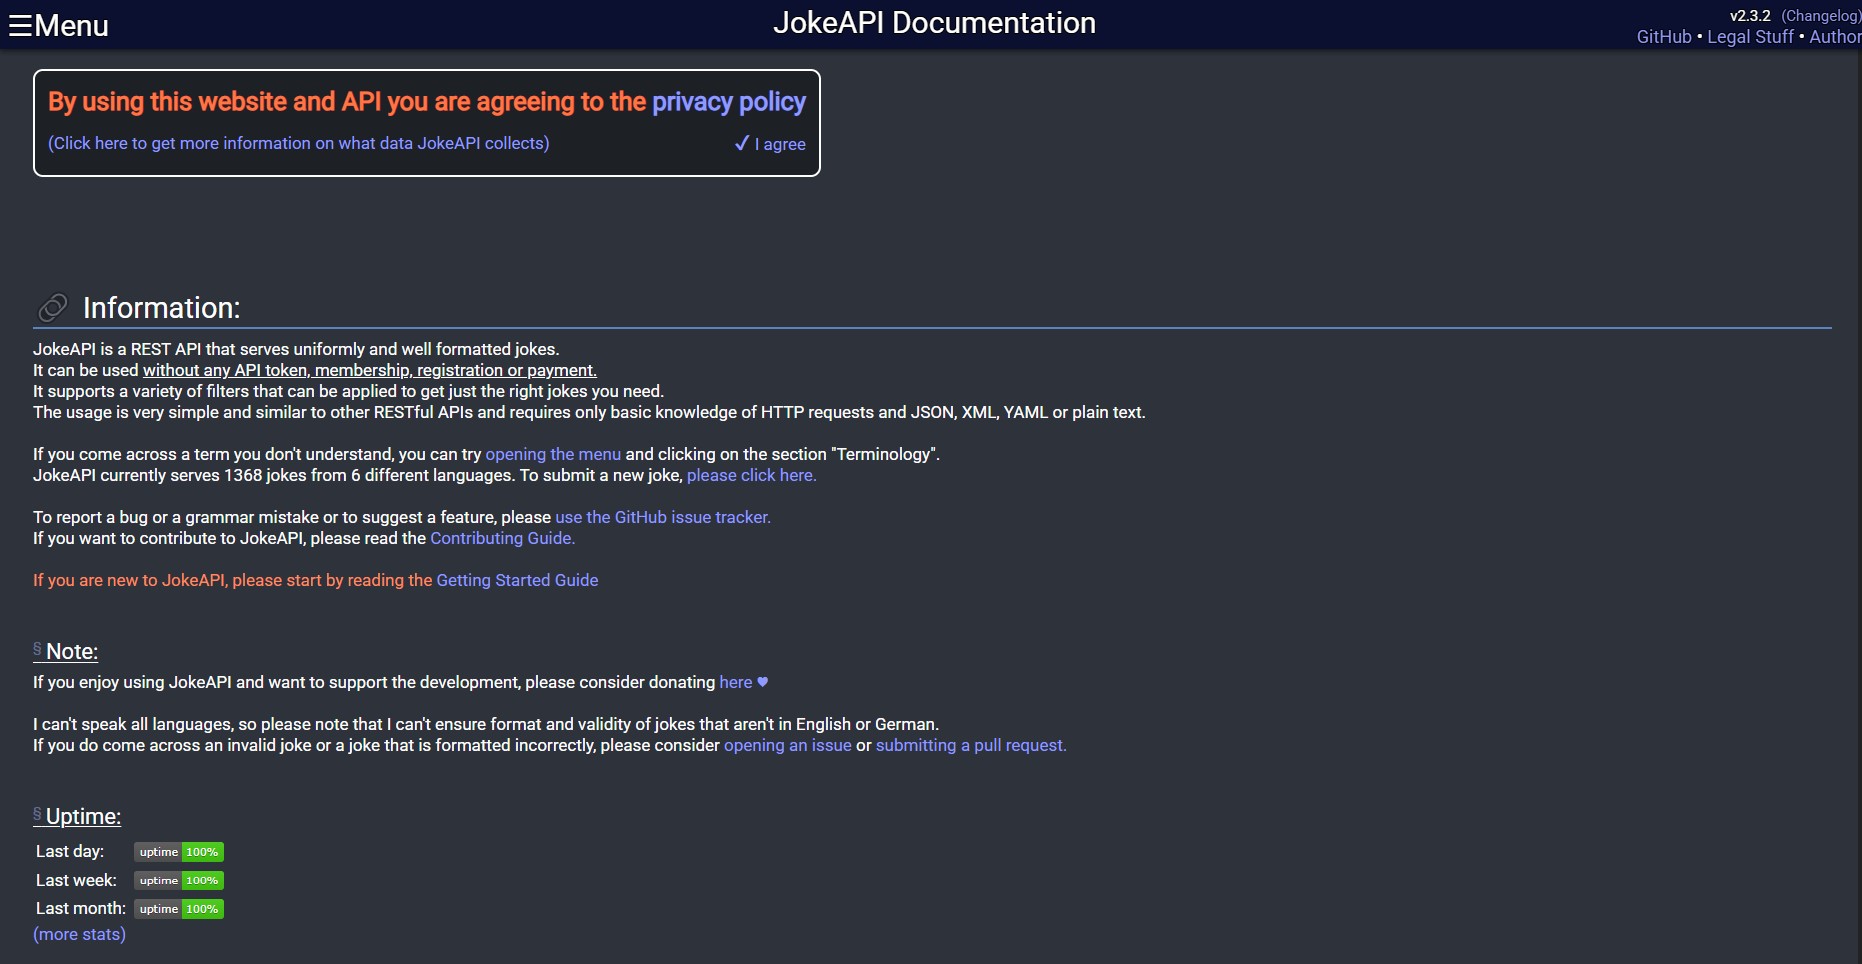 ☰Menu
JokeAPI Documentation
v2.3.2 (Changelog)
GitHub • Legal Stuff • Author
By using this website and API you are agreeing to the privacy policy
(Click here to get more information on what data JokeAPI collects)
✓ I agree
Information:
JokeAPI is a REST API that serves uniformly and well formatted jokes.
It can be used without any API token, membership, registration or payment.
It supports a variety of filters that can be applied to get just the right jokes you need.
The usage is very simple and similar to other RESTful APIs and requires only basic knowledge of HTTP requests and JSON, XML, YAML or plain text.
If you come across a term you don't understand, you can try opening the menu and clicking on the section "Terminology".
JokeAPI currently serves 1368 jokes from 6 different languages. To submit a new joke, please click here.
To report a bug or a grammar mistake or to suggest a feature, please use the GitHub issue tracker.
If you want to contribute to JokeAPI, please read the Contributing Guide.
If you are new to JokeAPI, please start by reading the Getting Started Guide
§ Note:
If you enjoy using JokeAPI and want to support the development, please consider donating here ♥
I can't speak all languages, so please note that I can't ensure format and validity of jokes that aren't in English or German.
If you do come across an invalid joke or a joke that is formatted incorrectly, please consider opening an issue or submitting a pull request.
§ Uptime:
Last day: uptime 100%
Last week: uptime 100%
Last month: uptime 100%
(more stats)